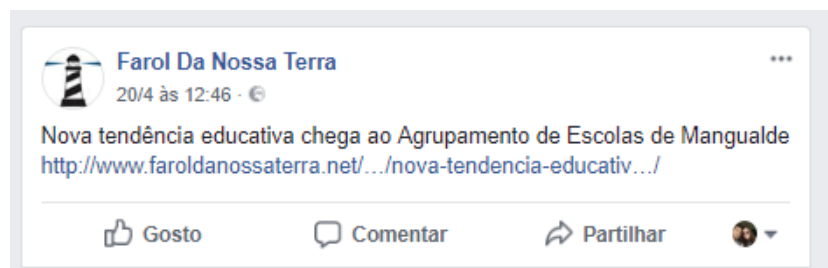 Farol Da Nossa Terra
20/4 às 12:46 ·
Nova tendência educativa chega ao Agrupamento de Escolas de Mangualde
http://www.faroldanossaterra.net/…/nova-tendencia-educativ…/
Gosto Comentar Partilhar